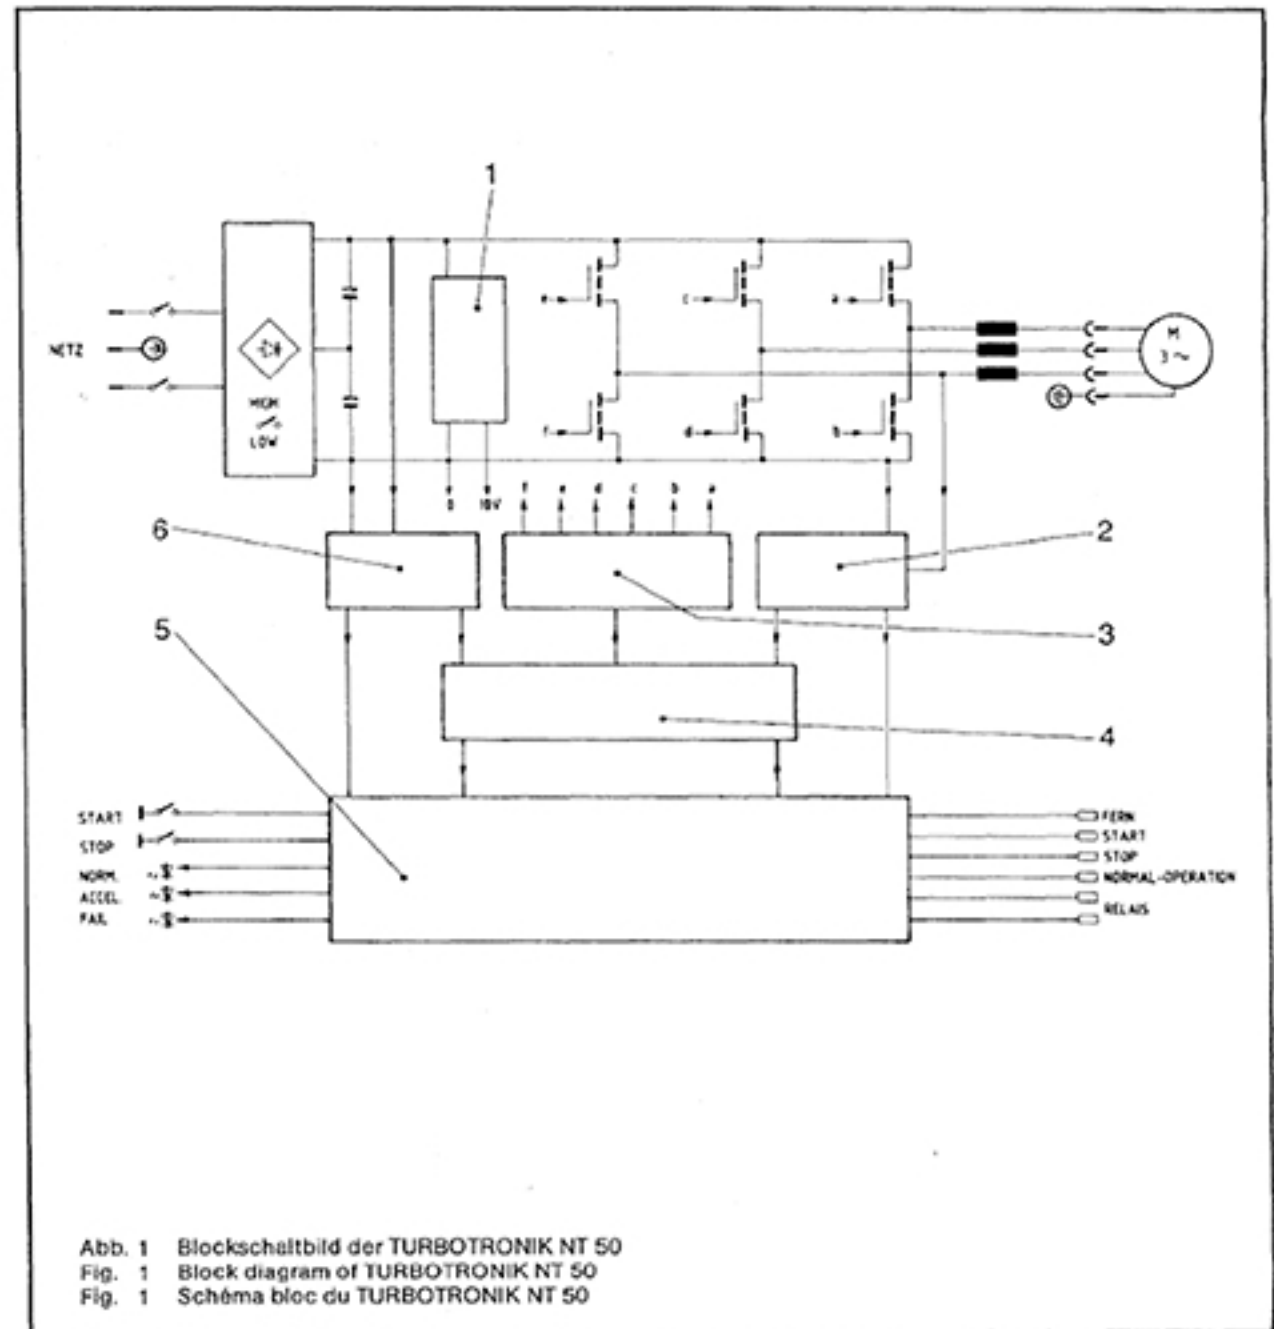 1
NETZ
HIGH
LOW
M
3 ~
e
c
a
f
d
b
0
18V
f
e
d
c
b
a
6
2
5
3
4
START
STOP
NORM.
ACCEL.
FAIL
FERN
START
STOP
NORMAL-OPERATION
RELAIS
Abb. 1 Blockschaltbild der TURBOTRONIK NT 50
Fig. 1 Block diagram of TURBOTRONIK NT 50
Fig. 1 Schéma bloc du TURBOTRONIK NT 50